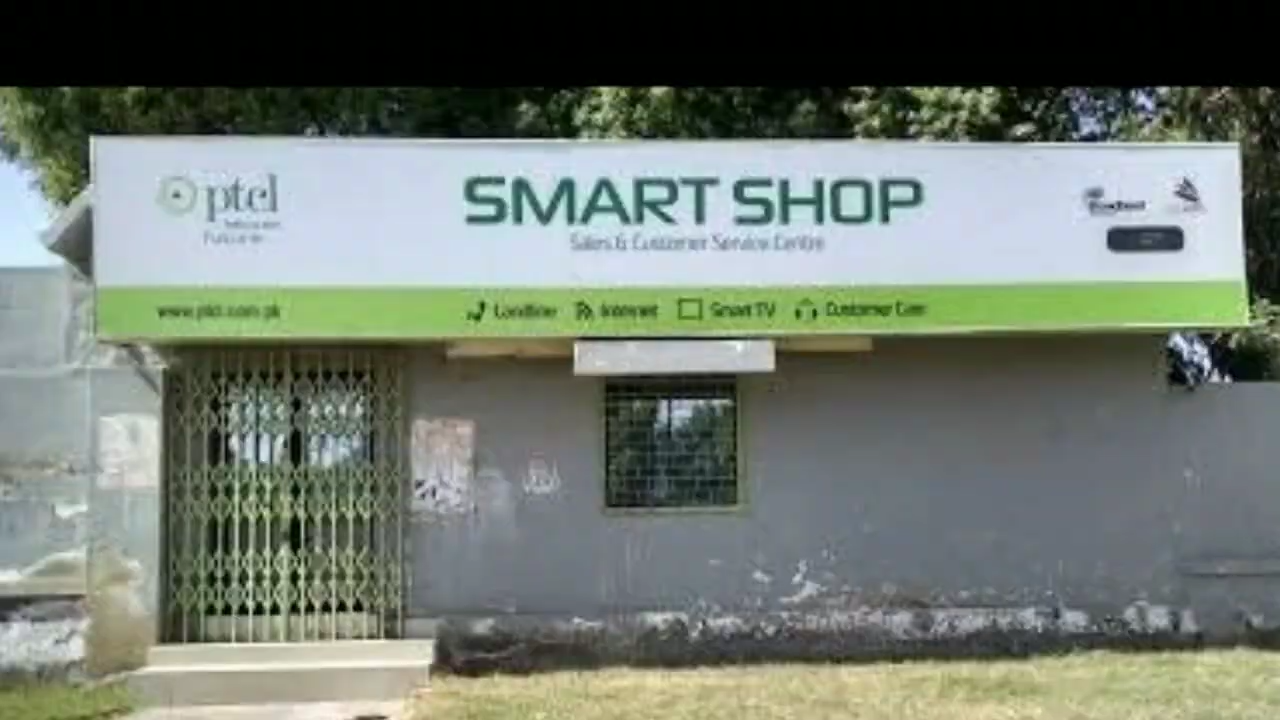 ptcl
SMART SHOP
Sales & Customer Service Centre
www.ptcl.com.pk
Landline Internet Smart TV Customer Care